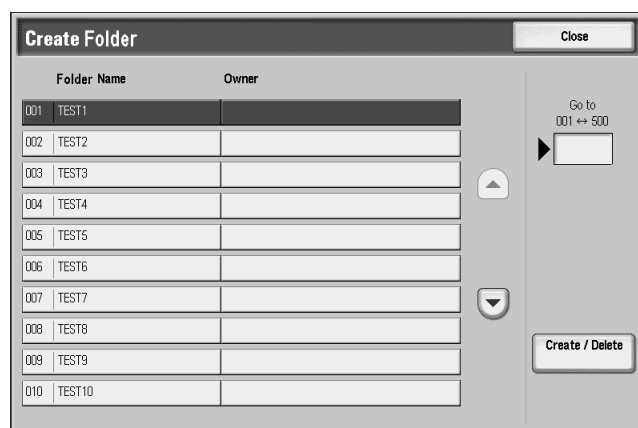 Create Folder
Close
Folder Name Owner
001 TEST1
002 TEST2
003 TEST3
004 TEST4
005 TEST5
006 TEST6
007 TEST7
008 TEST8
009 TEST9
010 TEST10
Go to
001 ↔ 500
Create / Delete